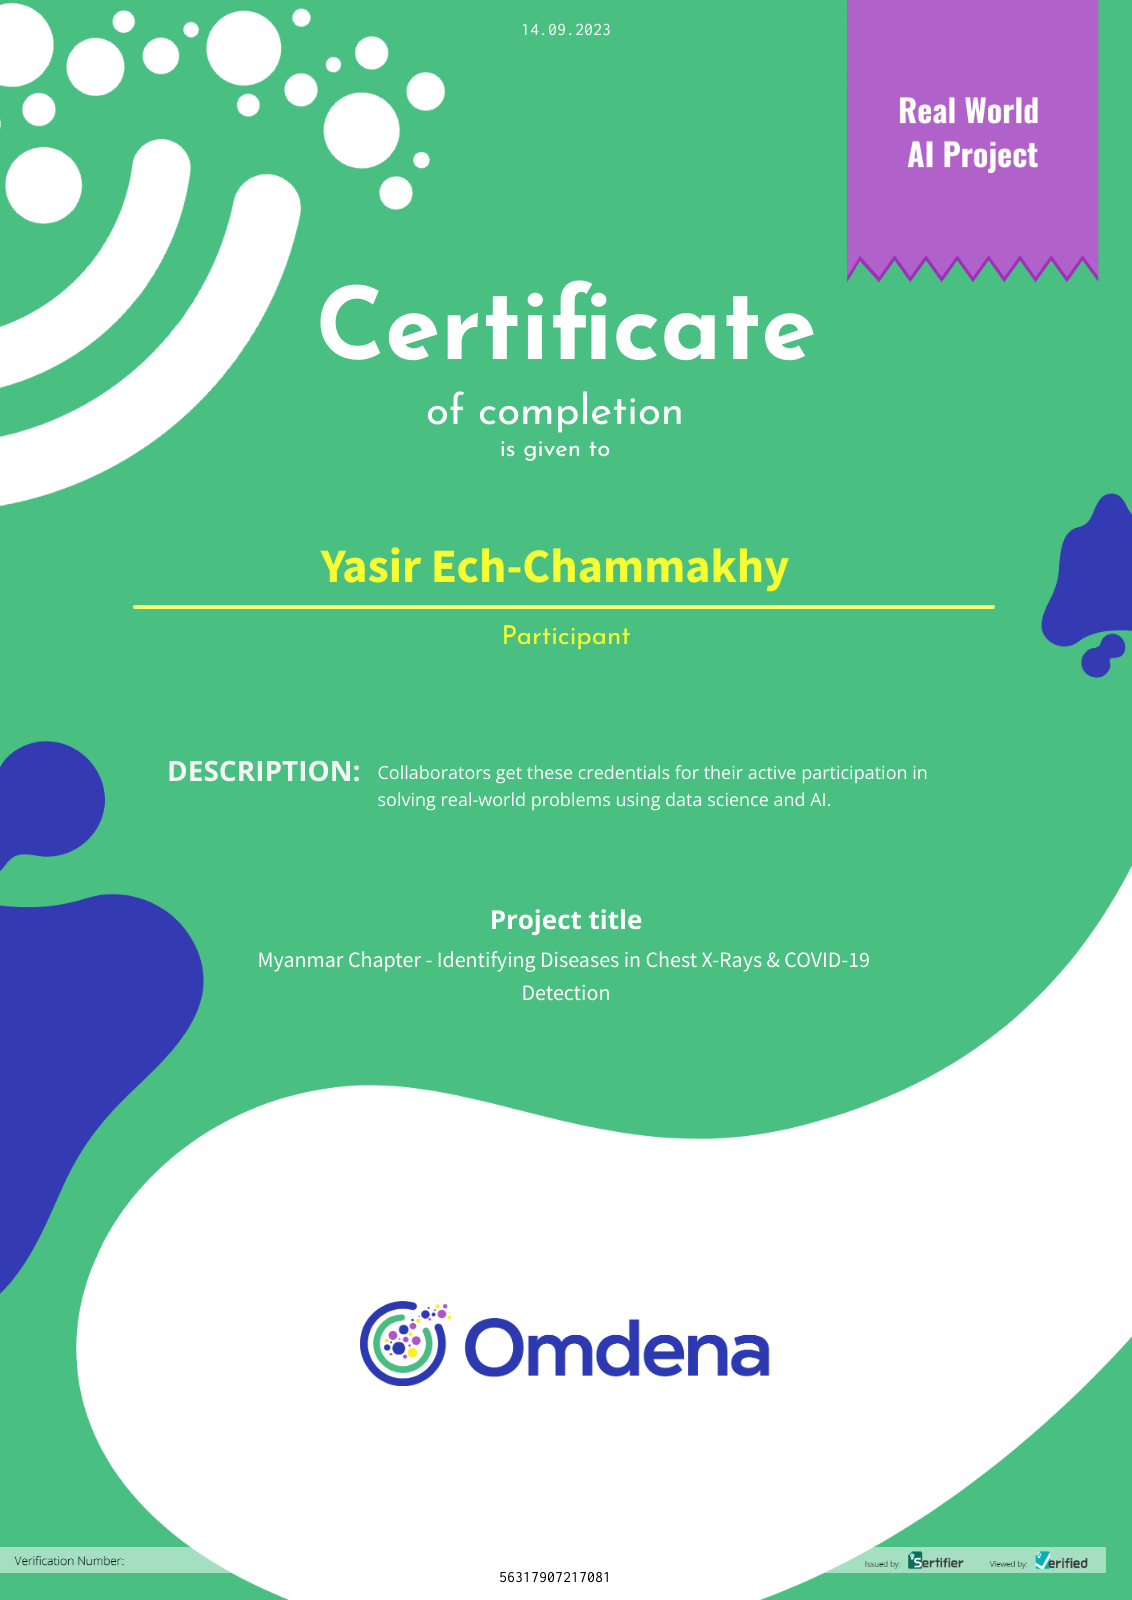 14.09.2023
Real World
AI Project
Certificate
of completion
is given to
Yasir Ech-Chammakhy
Participant
DESCRIPTION: Collaborators get these credentials for their active participation in
solving real-world problems using data science and AI.
Project title
Myanmar Chapter - Identifying Diseases in Chest X-Rays & COVID-19
Detection
Omdena
Verification Number:
Issued by: Sertifier Viewed by: Verified
56317907217081